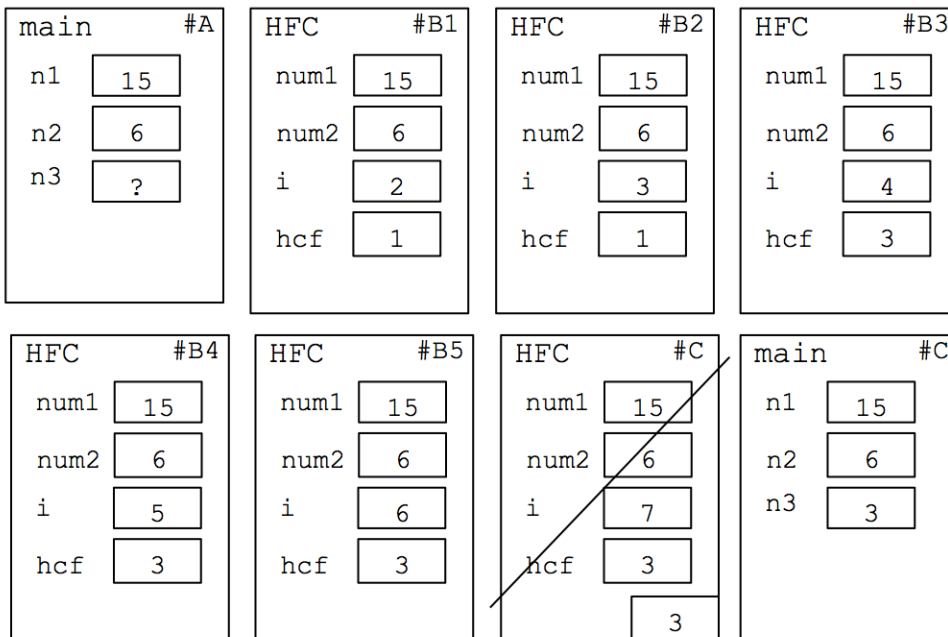 main #A
n1 15
n2 6
n3 ?
HFC #B1
num1 15
num2 6
i 2
hcf 1
HFC #B2
num1 15
num2 6
i 3
hcf 1
HFC #B3
num1 15
num2 6
i 4
hcf 3
HFC #B4
num1 15
num2 6
i 5
hcf 3
HFC #B5
num1 15
num2 6
i 6
hcf 3
HFC #C
num1 15
num2 6
i 7
hcf 3
3
main #C
n1 15
n2 6
n3 3